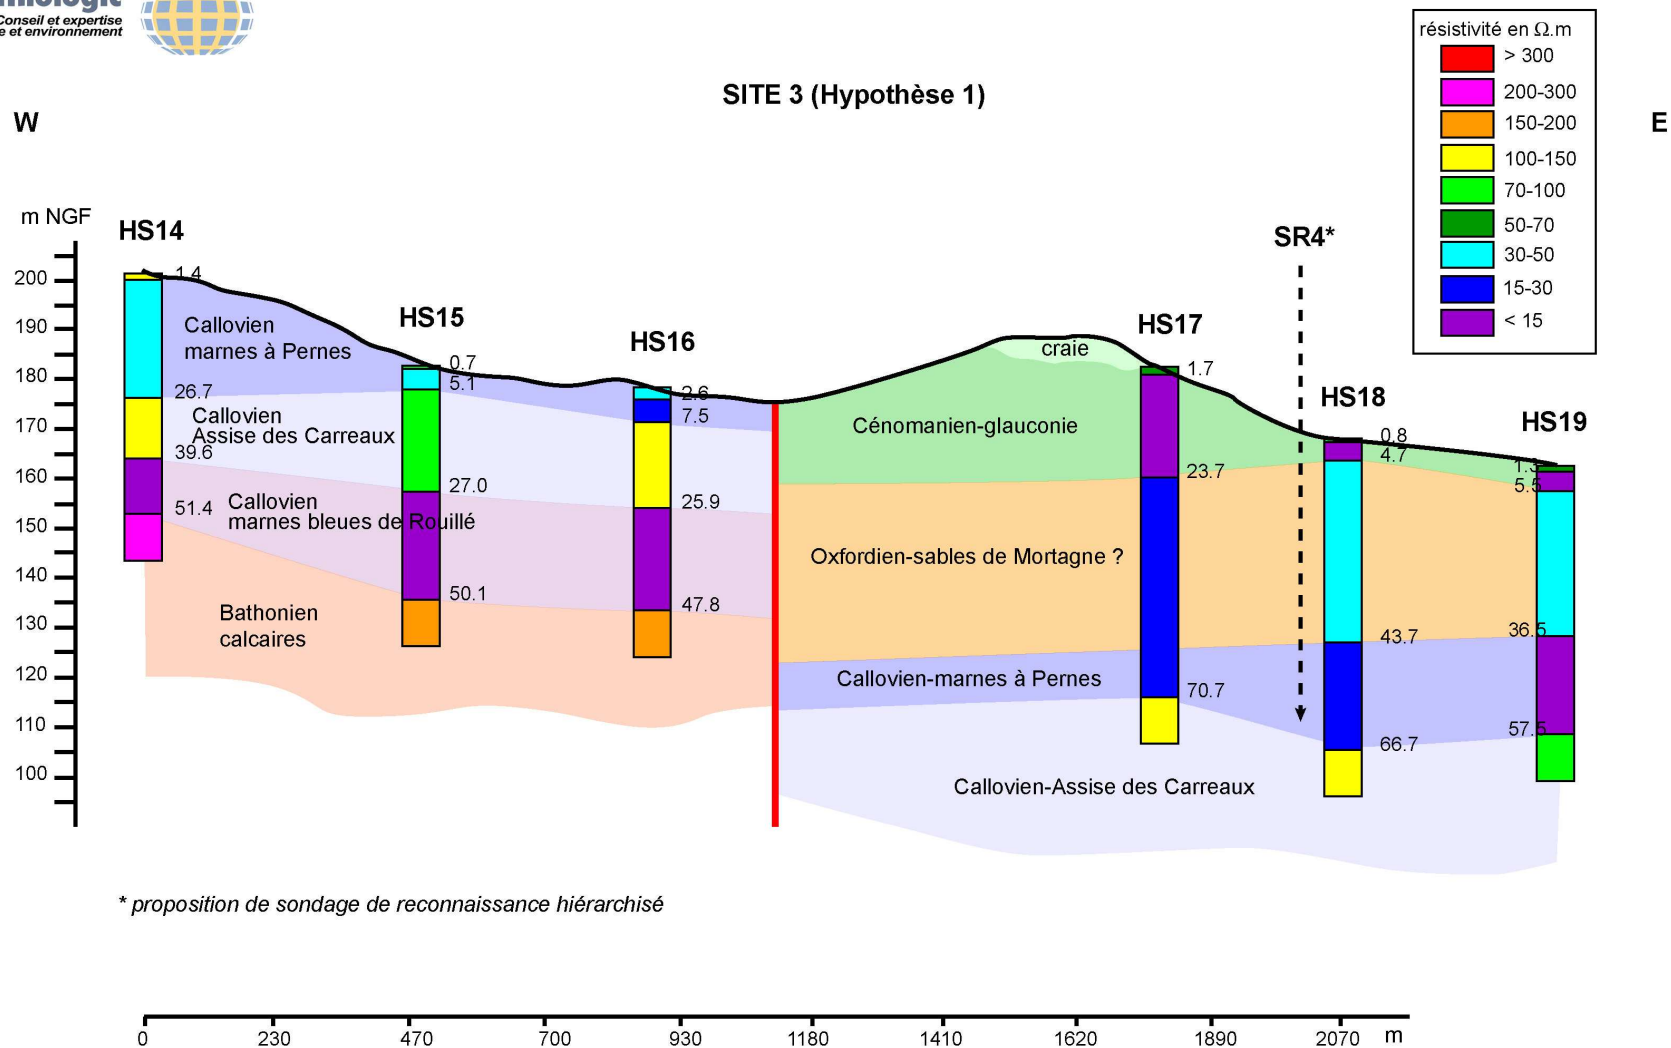 Conseil et expertise
e et environnement
résistivité en Ω.m
> 300
200-300
150-200
100-150
70-100
50-70
30-50
15-30
< 15
SITE 3 (Hypothèse 1)
W
E
m NGF
200
190
180
170
160
150
140
130
120
110
100
HS14
1.4
26.7
39.6
51.4
HS15
0.7
5.1
27.0
50.1
HS16
2.6
7.5
25.9
47.8
HS17
1.7
23.7
70.7
SR4*
HS18
0.8
4.7
43.7
66.7
HS19
1.3
5.5
36.5
57.5
Callovien
marnes à Pernes
Callovien
Assise des Carreaux
Callovien
marnes bleues de Rouillé
Bathonien
calcaires
craie
Cénomanien-glauconie
Oxfordien-sables de Mortagne ?
Callovien-marnes à Pernes
Callovien-Assise des Carreaux
* proposition de sondage de reconnaissance hiérarchisé
0 230 470 700 930 1180 1410 1620 1890 2070 m